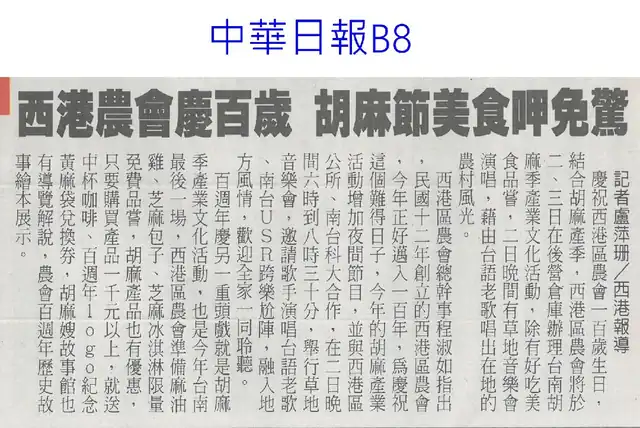 中華日報B8
西港農會慶百歲 胡麻節美食呷免驚
記者盧萍珊/西港報導
慶祝西港區農會一百歲生日，
結合胡麻產季，西港區農會將於
二、三日在後營倉庫辦理台南胡
麻季產業文化活動，除有好吃美
食品嘗，二日晚間有草地音樂會
演唱，藉由台語老歌唱出在地的
農村風光。
西港區農會總幹事程淑如指出
，民國十二年創立的西港區農會
，今年正好邁入一百年，為慶祝
這個難得日子，今年的胡麻產業
活動增加夜間節目，並與西港區
公所、南台科大合作，在二日晚
間六時到八時三十分，舉行草地
音樂會，邀請歌手演唱台語老歌
、南台USR跨樂尬陣，融入地
方風情，歡迎全家一同聆聽。
百週年慶另一重頭戲就是胡麻
季產業文化活動，也是今年台南
最後一場，西港區農會準備麻油
雞、芝麻包子、芝麻冰淇淋限量
免費品嘗，胡麻產品也有優惠，
只要購買產品一千元以上，就送
中杯咖啡、百週年logo紀念
黃麻袋兌換券，胡麻嫂故事館也
有導覽解說，農會百週年歷史故
事繪本展示。